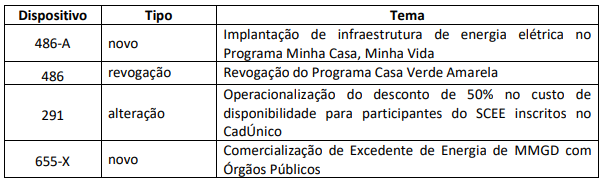 Dispositivo Tipo Tema
486-A novo Implantação de infraestrutura de energia elétrica no
Programa Minha Casa, Minha Vida
486 revogação Revogação do Programa Casa Verde Amarela
291 alteração Operacionalização do desconto de 50% no custo de
disponibilidade para participantes do SCEE inscritos no
CadÚnico
655-X novo Comercialização de Excedente de Energia de MMGD com
Órgãos Públicos